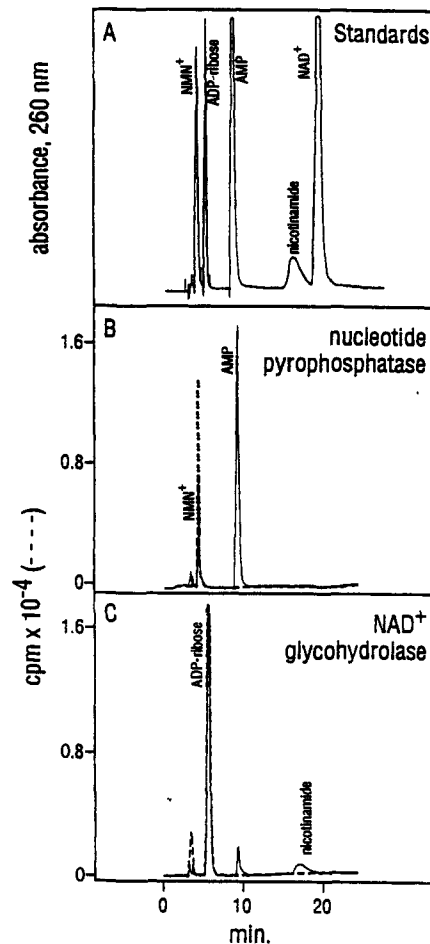 A
Standards
NMN+
ADP-ribose
AMP
nicotinamide
NAD+
absorbance, 260 nm
B
nucleotide
pyrophosphatase
1.6
0.8
0
NMN+
AMP
cpm x 10-4 (----)
C
NAD+
glycohydrolase
1.6
0.8
0
ADP-ribose
nicotinamide
0
10
20
min.